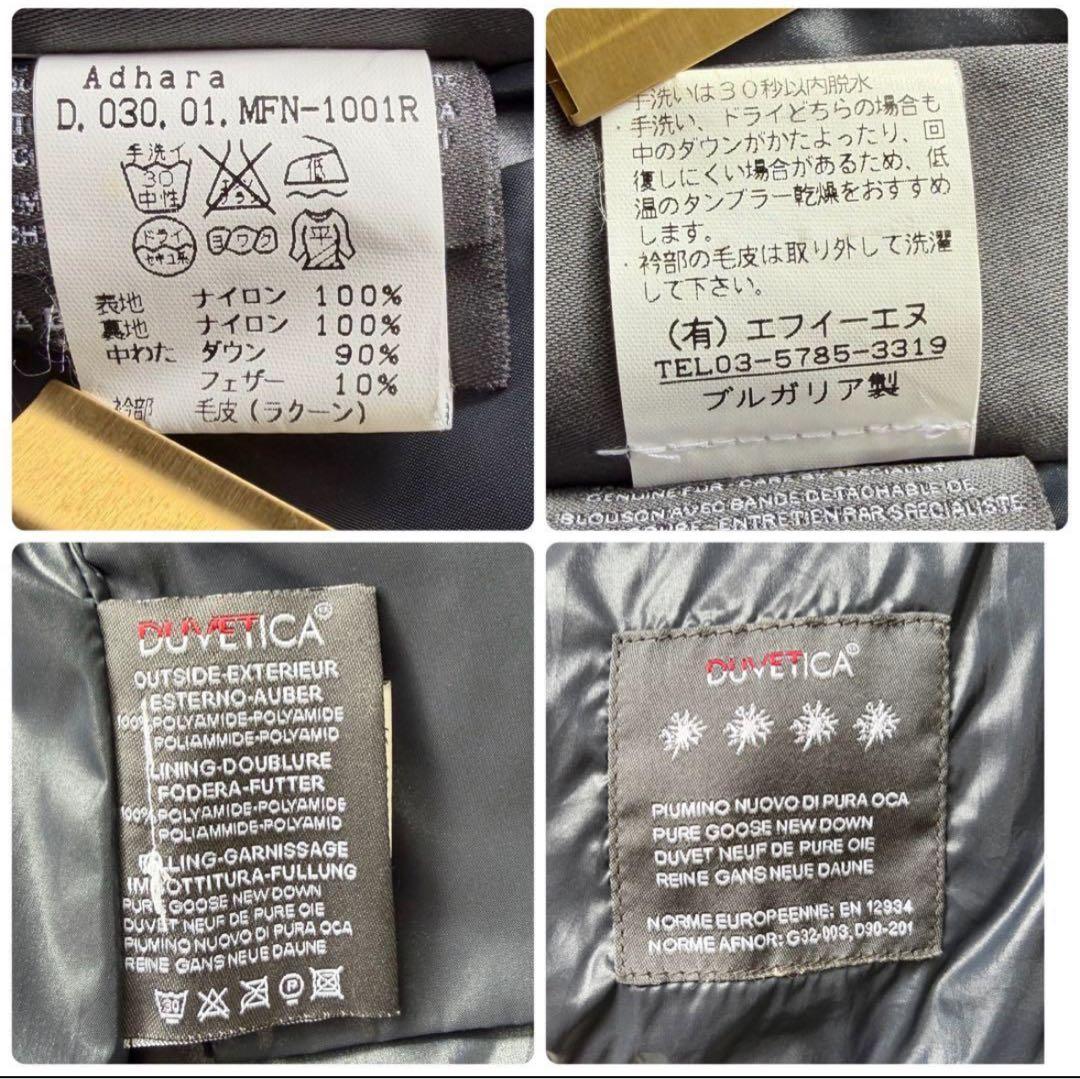 Adhara
D.030.01.MFN-1001R
手洗イ
30
中性
低
ドライ
セキユ系
ヨワク
平
表地 ナイロン 100%
裏地 ナイロン 100%
中わた ダウン 90%
フェザー 10%
衿部 毛皮(ラクーン)
手洗いは30秒以内脱水
・手洗い、ドライどちらの場合も
中のダウンがかたよったり、回
復しにくい場合があるため、低
温のタンブラー乾燥をおすすめ
します。
・衿部の毛皮は取り外して洗濯
して下さい。
(有)エフイーエヌ
TEL03-5785-3319
ブルガリア製
BLOUSON AVEC BANDE DETACHABLE DE
ENTRETIEN PAR SPECIALISTE
DUVETICA®
OUTSIDE-EXTERIEUR
ESTERNO-AUBER
100% POLYAMIDE-POLYAMIDE
POLIAMMIDE-POLYAMID
LINING-DOUBLURE
FODERA-FUTTER
100% POLYAMIDE-POLYAMIDE
POLIAMMIDE-POLYAMID
FILLING-GARNISSAGE
IMBOTTITURA-FULLUNG
PURE GOOSE NEW DOWN
DUVET NEUF DE PURE OIE
PIUMINO NUOVO DI PURA OCA
REINE GANS NEUE DAUNE
30
P
DUVETICA®
PIUMINO NUOVO DI PURA OCA
PURE GOOSE NEW DOWN
DUVET NEUF DE PURE OIE
REINE GANS NEUE DAUNE
NORME EUROPEENNE: EN 12934
NORME AFNOR: G32-003, D30-201